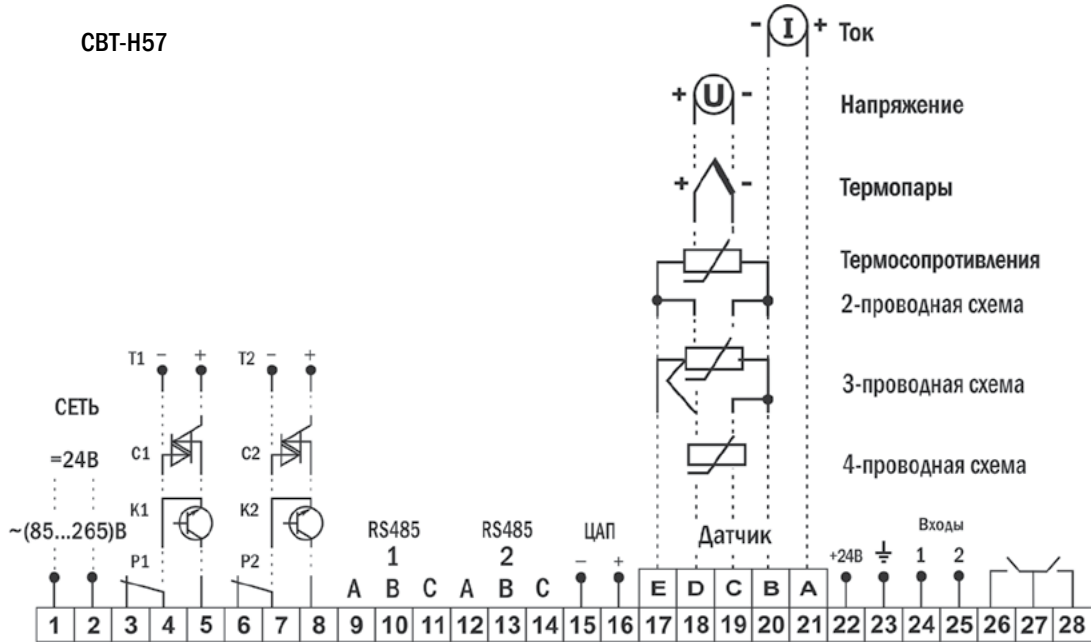 СВТ-Н57
- I + Ток
+ U - Напряжение
+ - Термопары
Термосопротивления
2-проводная схема
3-проводная схема
4-проводная схема
T1 - + T2 - +
СЕТЬ
=24В
C1 C2
~(85...265)В
K1 K2
P1 P2
RS485
1
A B C
RS485
2
A B C
ЦАП
- +
Датчик
E D C B A
+24В
Входы
1 2
1 2 3 4 5 6 7 8 9 10 11 12 13 14 15 16 17 18 19 20 21 22 23 24 25 26 27 28